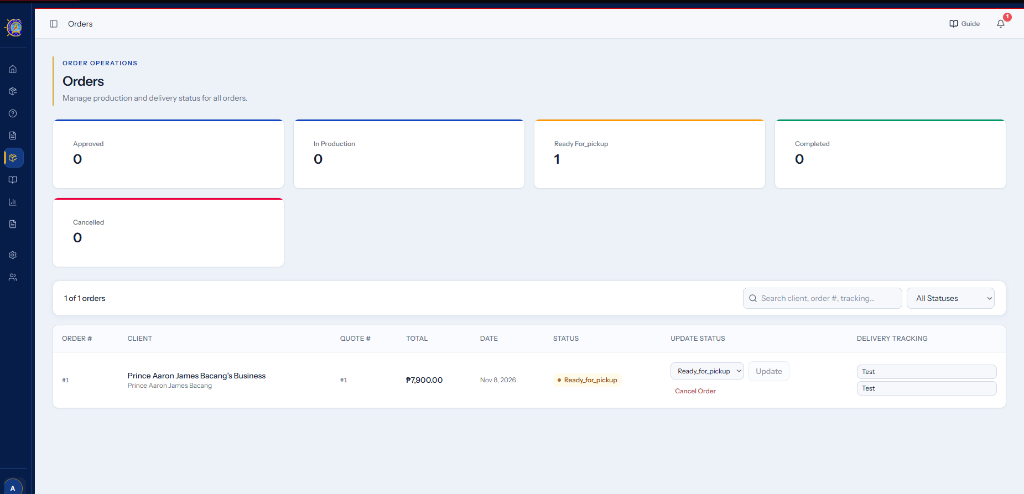 Orders
Guide
1
ORDER OPERATIONS
Orders
Manage production and delivery status for all orders.
Approved
0
In Production
0
Ready For_pickup
1
Completed
0
Cancelled
0
1 of 1 orders
Search client, order #, tracking...
All Statuses
ORDER # CLIENT QUOTE # TOTAL DATE STATUS UPDATE STATUS DELIVERY TRACKING
#1 Prince Aaron James Bacang's Business #1 ₱7,900.00 Nov 8, 2026 Ready_for_pickup Ready_for_pickup Update Test
Prince Aaron James Bacang Cancel Order Test
A